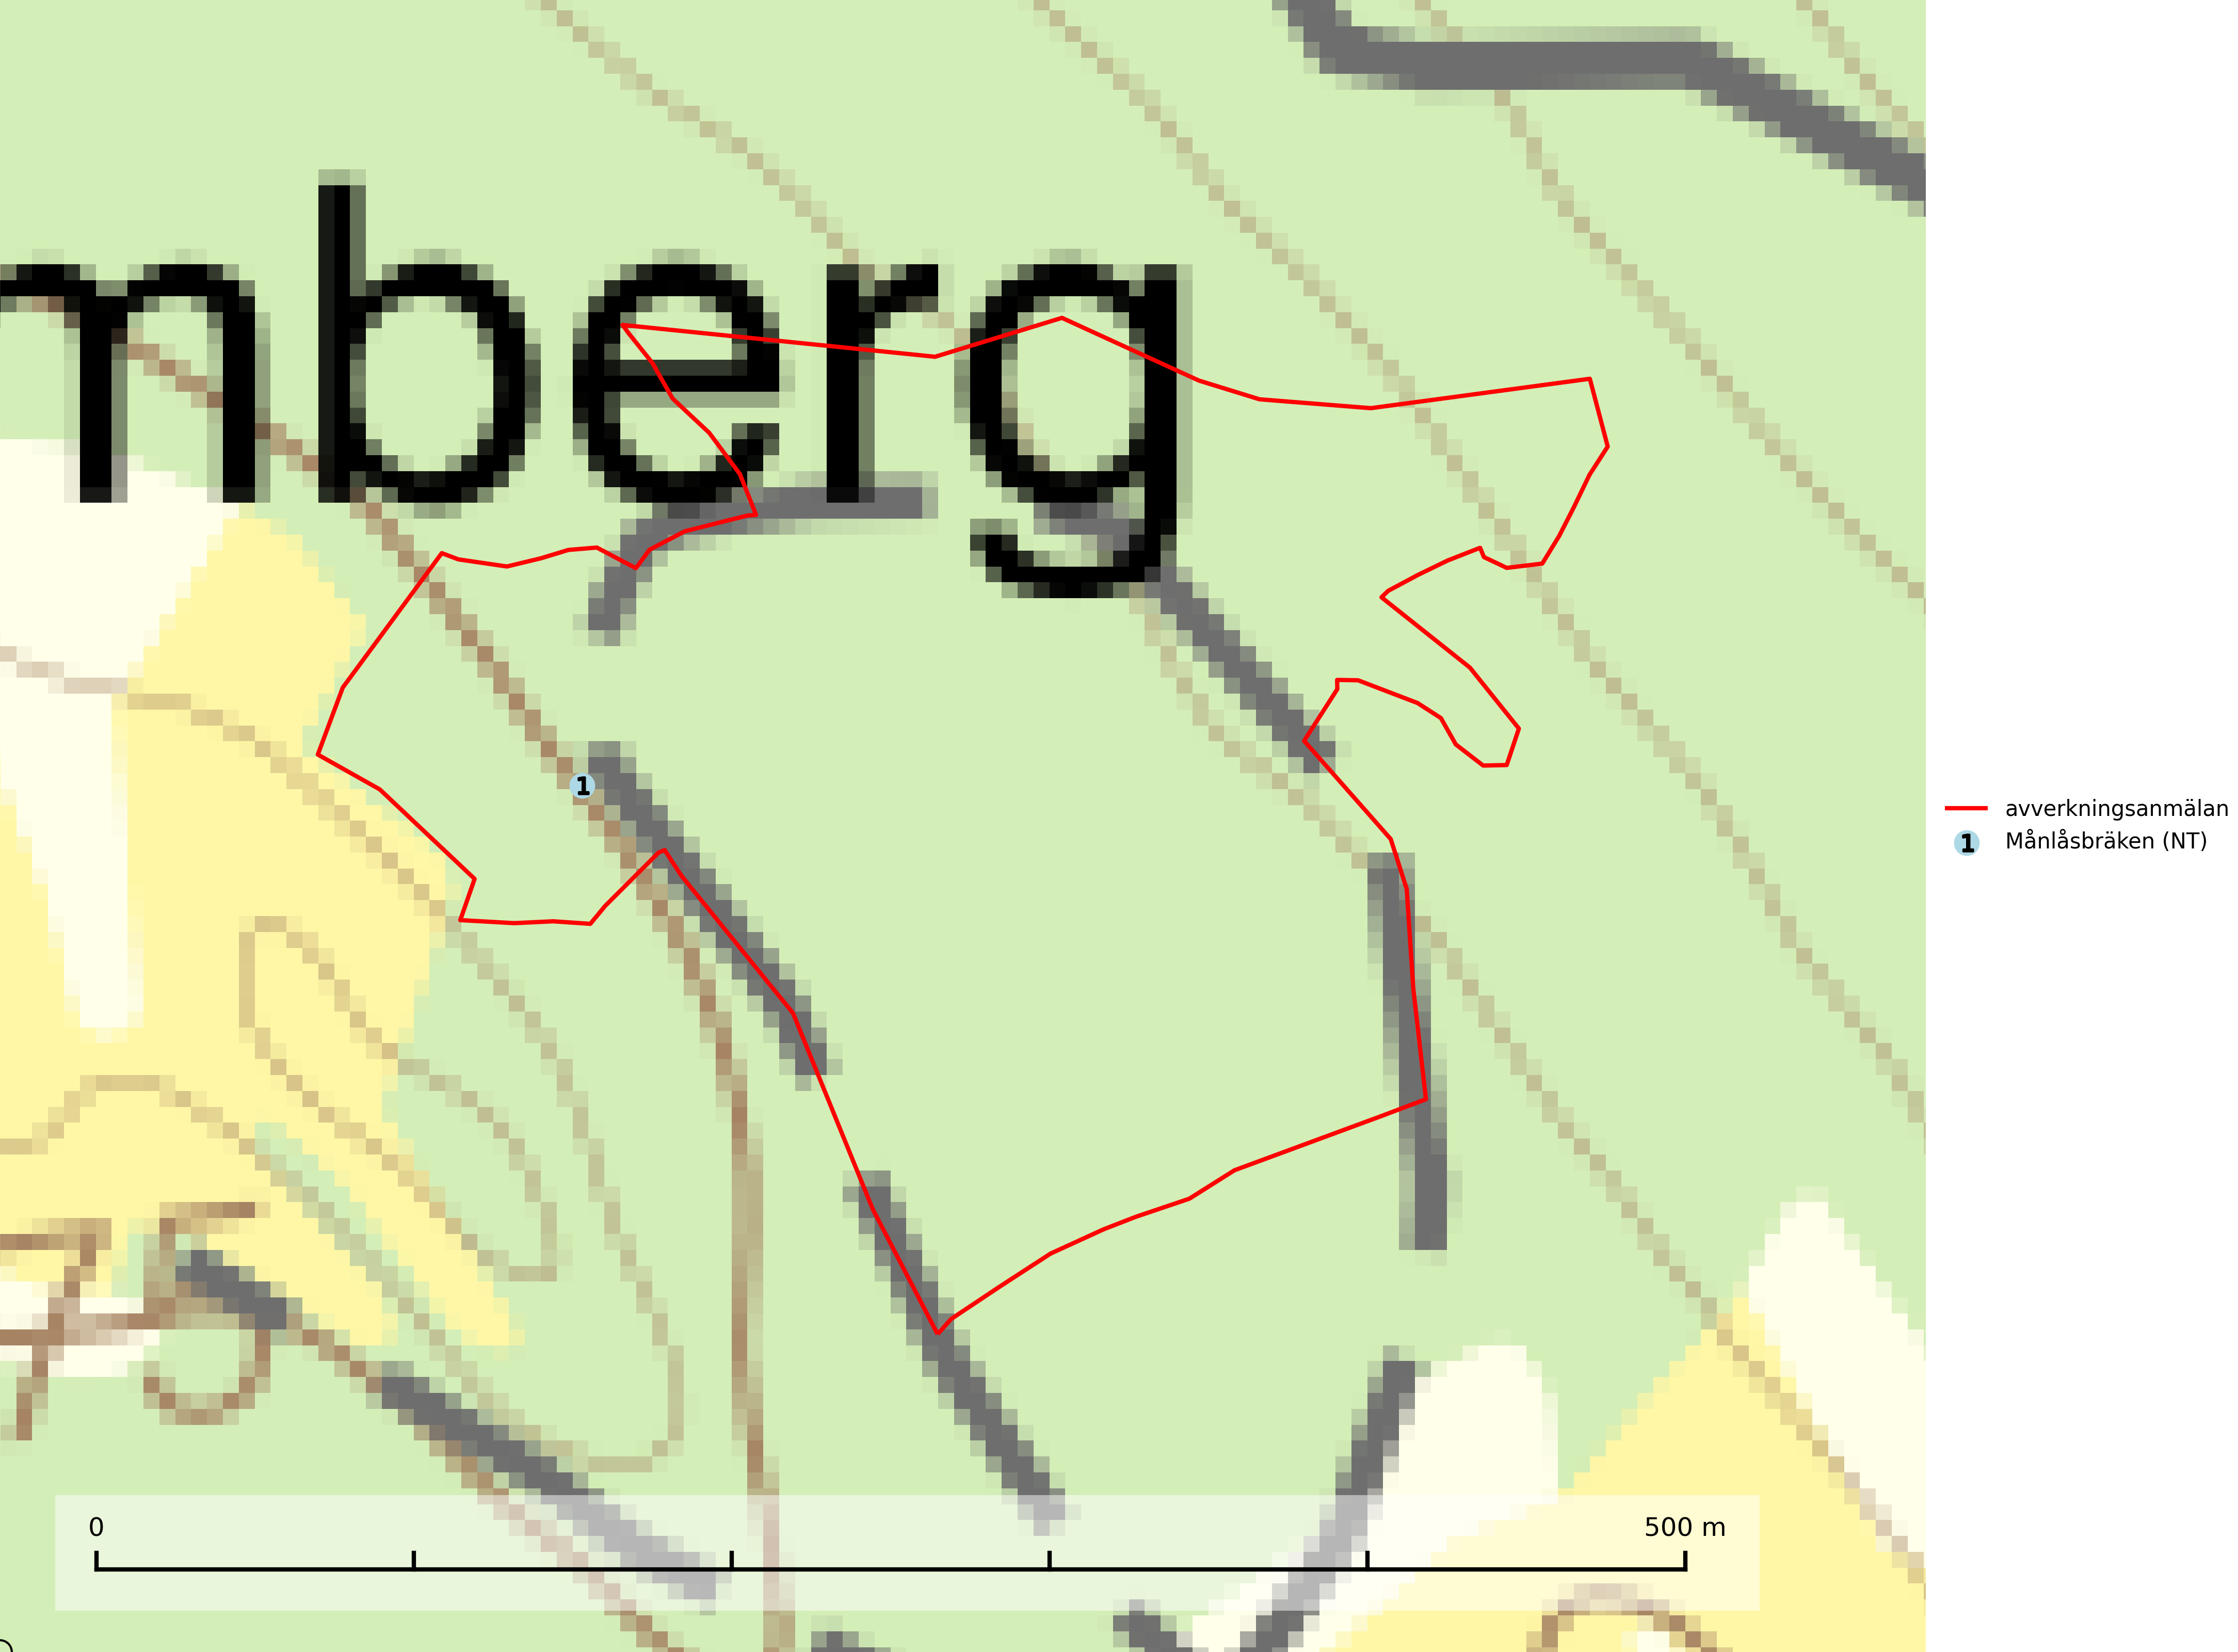 mberg
1
avverkningsanmälan
1 Månlåsbräken (NT)
0 500 m